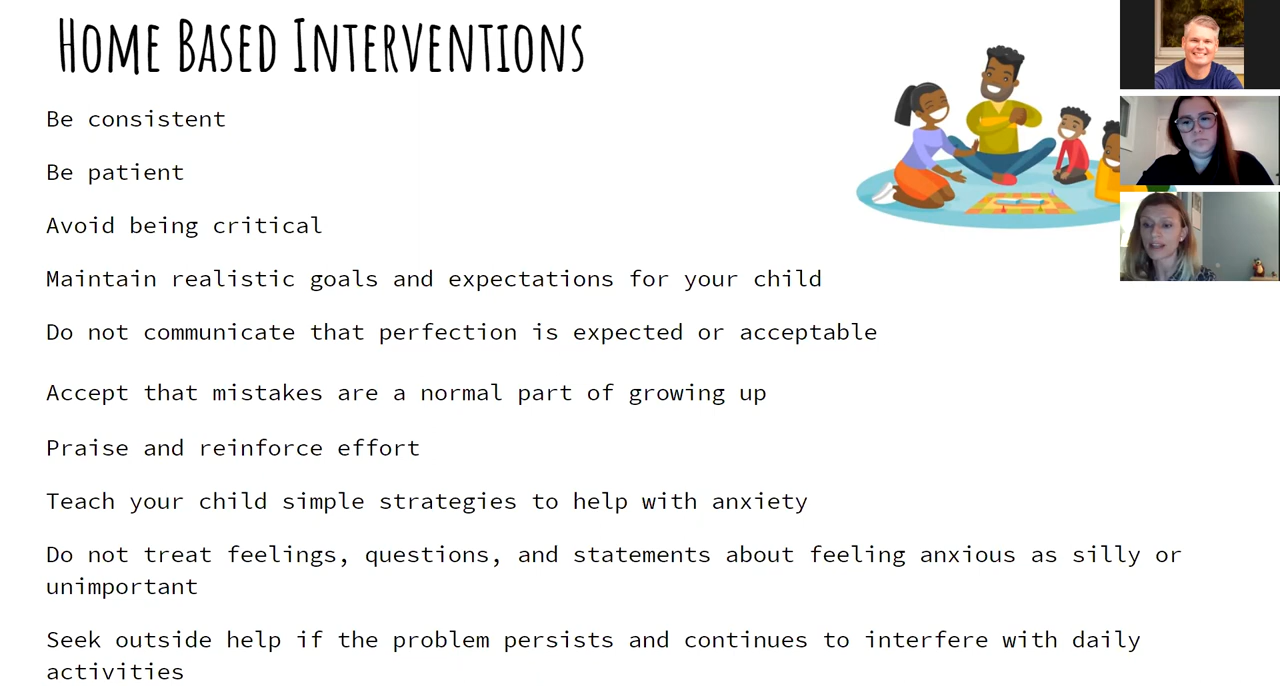 Home Based Interventions
Be consistent
Be patient
Avoid being critical
Maintain realistic goals and expectations for your child
Do not communicate that perfection is expected or acceptable
Accept that mistakes are a normal part of growing up
Praise and reinforce effort
Teach your child simple strategies to help with anxiety
Do not treat feelings, questions, and statements about feeling anxious as silly or
unimportant
Seek outside help if the problem persists and continues to interfere with daily
activities